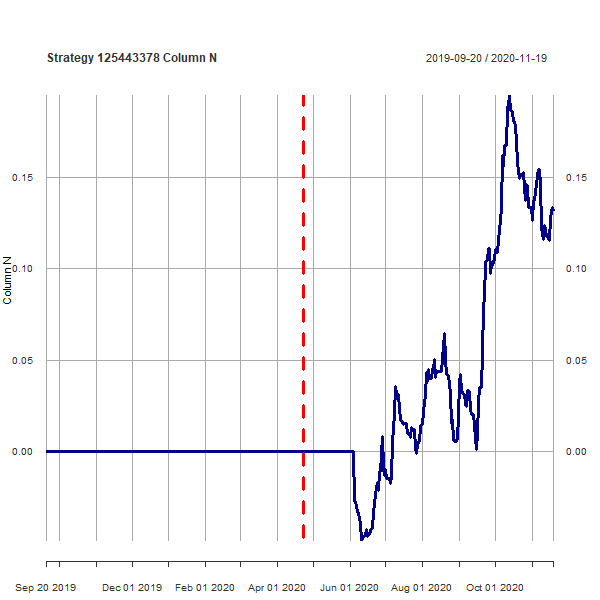 Strategy 125443378 Column N
2019-09-20 / 2020-11-19
Column N
0.15
0.15
0.10
0.10
0.05
0.05
0.00
0.00
Sep 20 2019
Dec 01 2019
Feb 01 2020
Apr 01 2020
Jun 01 2020
Aug 01 2020
Oct 01 2020